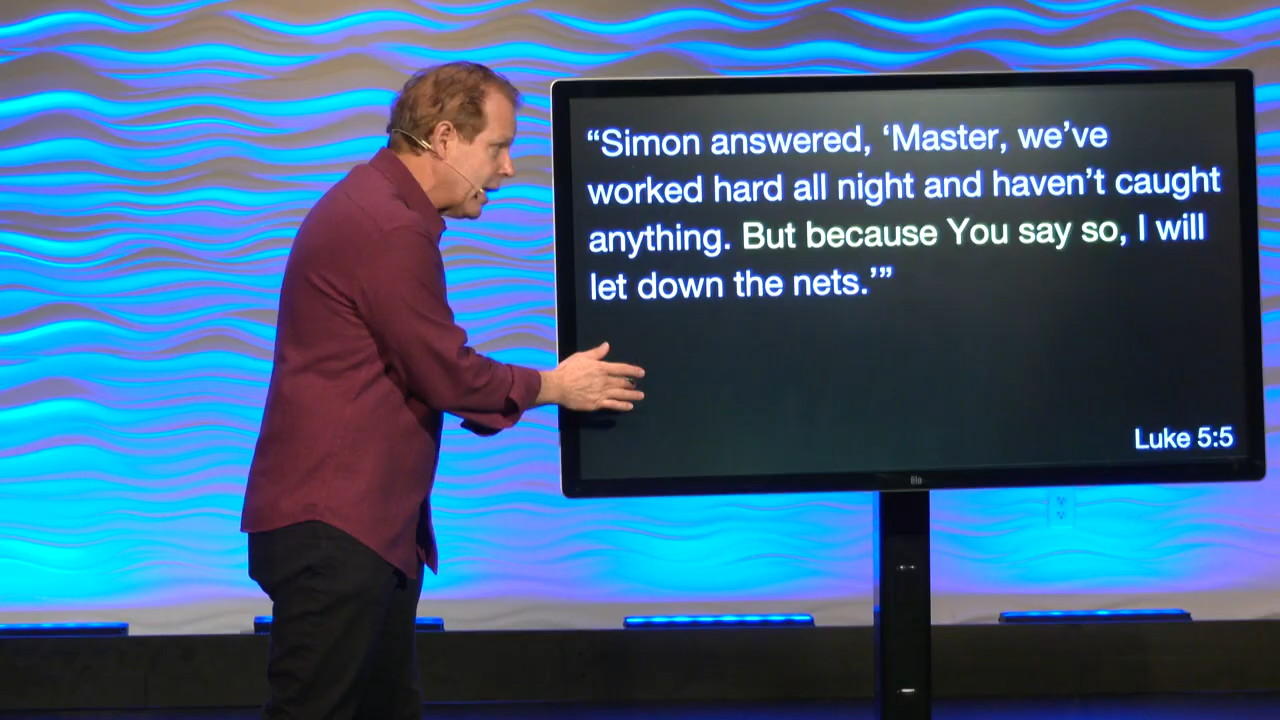 “Simon answered, ‘Master, we’ve
worked hard all night and haven’t caught
anything. But because You say so, I will
let down the nets.’”
Luke 5:5
Elo